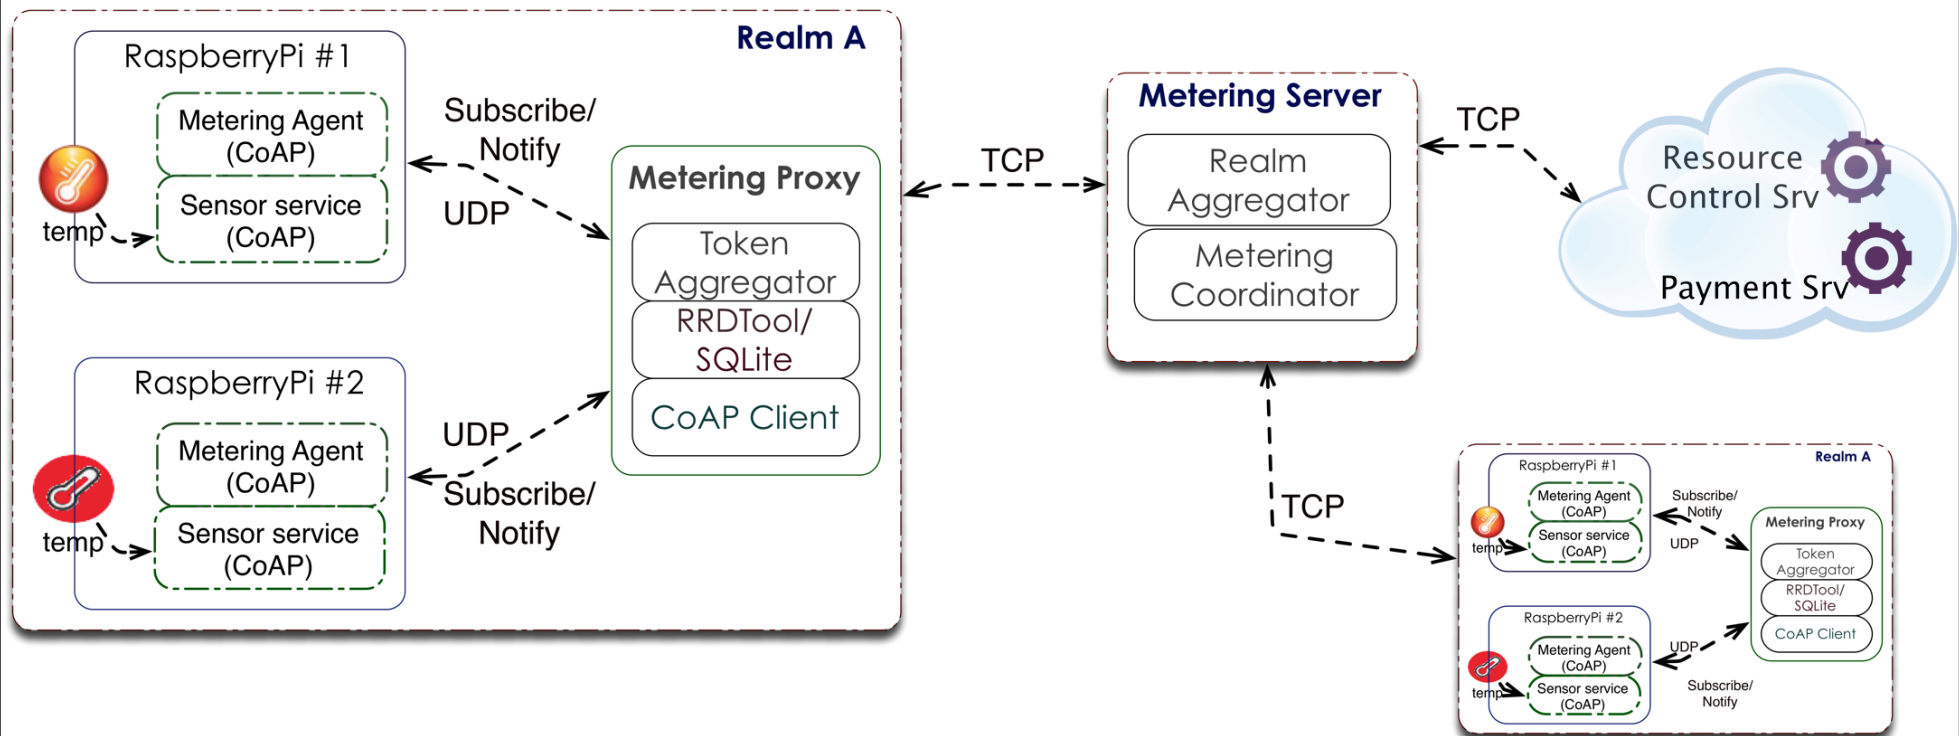 Realm A
RaspberryPi #1
Metering Agent
(CoAP)
Sensor service
(CoAP)
temp
Subscribe/
Notify
UDP
RaspberryPi #2
Metering Agent
(CoAP)
Sensor service
(CoAP)
temp
UDP
Subscribe/
Notify
Metering Proxy
Token
Aggregator
RRDTool/
SQLite
CoAP Client
TCP
Metering Server
Realm
Aggregator
Metering
Coordinator
TCP
Resource
Control Srv
Payment Srv
TCP
Realm A
RaspberryPi #1
Metering Agent
(CoAP)
Sensor service
(CoAP)
temp
Subscribe/
Notify
UDP
RaspberryPi #2
Metering Agent
(CoAP)
Sensor service
(CoAP)
temp
UDP
Subscribe/
Notify
Metering Proxy
Token
Aggregator
RRDTool/
SQLite
CoAP Client